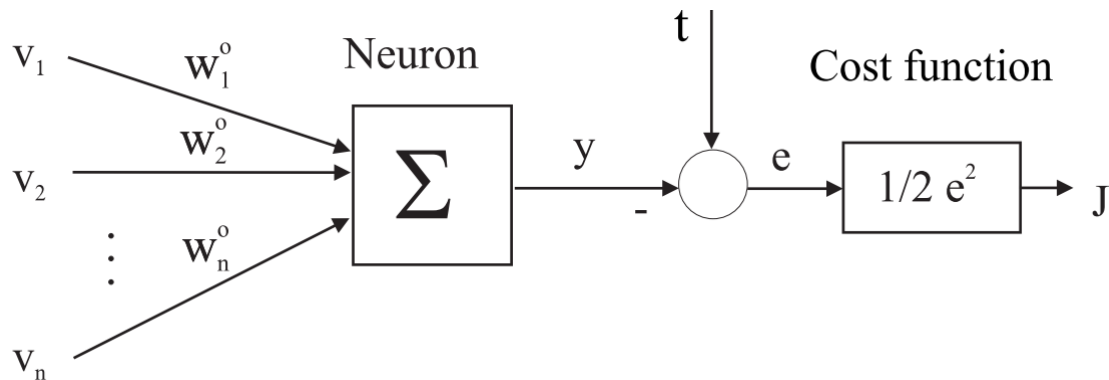 t
Neuron
Cost function
v₁
w₁ᵒ
v₂
w₂ᵒ
Σ
y
-
e
1/2 e²
J
⋮
wₙᵒ
vₙ